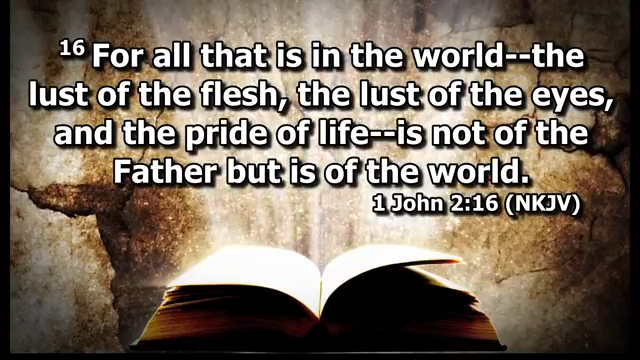 16 For all that is in the world--the
lust of the flesh, the lust of the eyes,
and the pride of life--is not of the
Father but is of the world.
1 John 2:16 (NKJV)